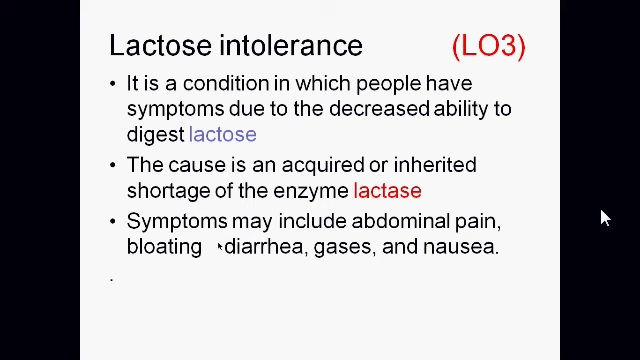 Lactose intolerance (LO3)
• It is a condition in which people have
symptoms due to the decreased ability to
digest lactose
• The cause is an acquired or inherited
shortage of the enzyme lactase
• Symptoms may include abdominal pain,
bloating diarrhea, gases, and nausea.
.